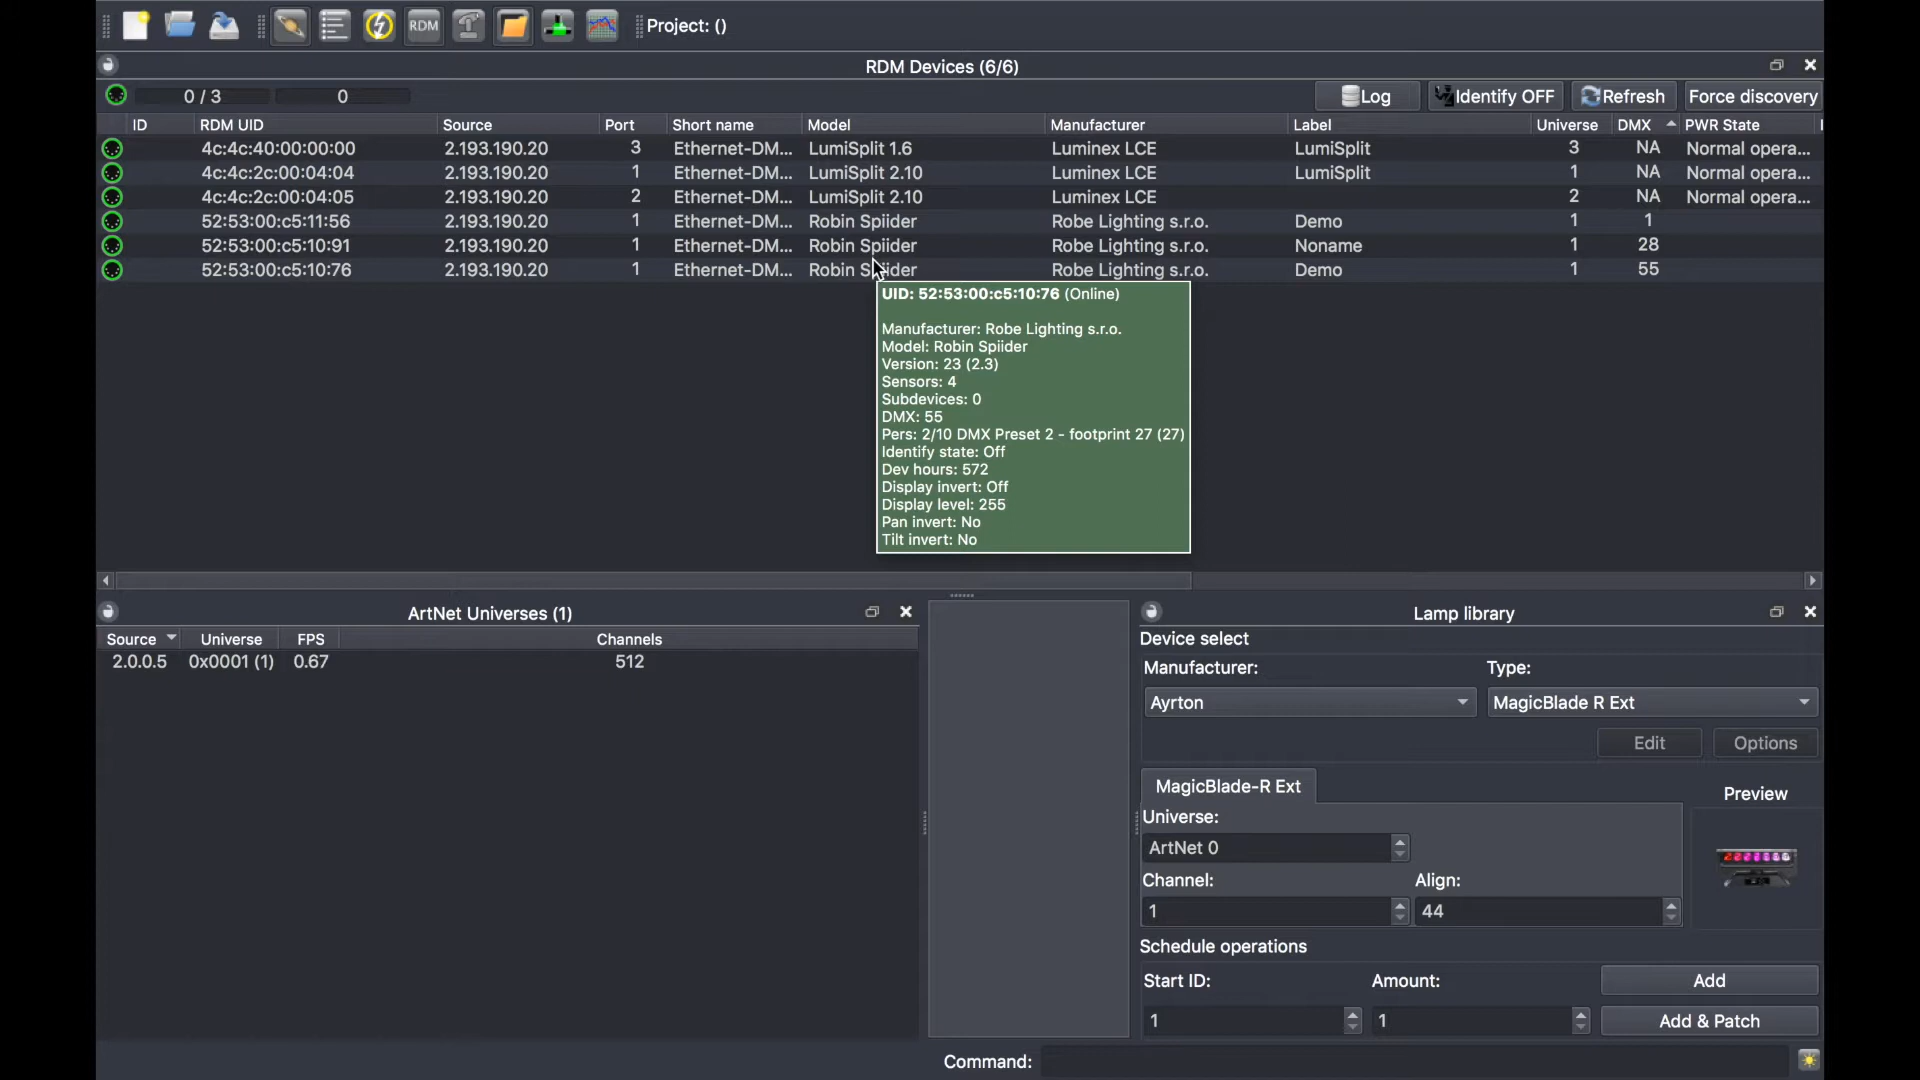 RDM
Project: ()
RDM Devices (6/6)
0 / 3 0 Log Identify OFF Refresh Force discovery
ID RDM UID Source Port Short name Model Manufacturer Label Universe DMX PWR State
4c:4c:40:00:00:00 2.193.190.20 3 Ethernet-DM... LumiSplit 1.6 Luminex LCE LumiSplit 3 NA Normal opera...
4c:4c:2c:00:04:04 2.193.190.20 1 Ethernet-DM... LumiSplit 2.10 Luminex LCE LumiSplit 1 NA Normal opera...
4c:4c:2c:00:04:05 2.193.190.20 2 Ethernet-DM... LumiSplit 2.10 Luminex LCE 2 NA Normal opera...
52:53:00:c5:11:56 2.193.190.20 1 Ethernet-DM... Robin Spiider Robe Lighting s.r.o. Demo 1 1
52:53:00:c5:10:91 2.193.190.20 1 Ethernet-DM... Robin Spiider Robe Lighting s.r.o. Noname 1 28
52:53:00:c5:10:76 2.193.190.20 1 Ethernet-DM... Robin Spiider Robe Lighting s.r.o. Demo 1 55
UID: 52:53:00:c5:10:76 (Online)
Manufacturer: Robe Lighting s.r.o.
Model: Robin Spiider
Version: 23 (2.3)
Sensors: 4
Subdevices: 0
DMX: 55
Pers: 2/10 DMX Preset 2 - footprint 27 (27)
Identify state: Off
Dev hours: 572
Display invert: Off
Display level: 255
Pan invert: No
Tilt invert: No
ArtNet Universes (1)
Source Universe FPS Channels
2.0.0.5 0x0001 (1) 0.67 512
Lamp library
Device select
Manufacturer: Type:
Ayrton MagicBlade R Ext
Edit Options
MagicBlade-R Ext
Preview
Universe:
ArtNet 0
Channel: Align:
1 44
Schedule operations
Start ID: Amount: Add
1 1 Add & Patch
Command: